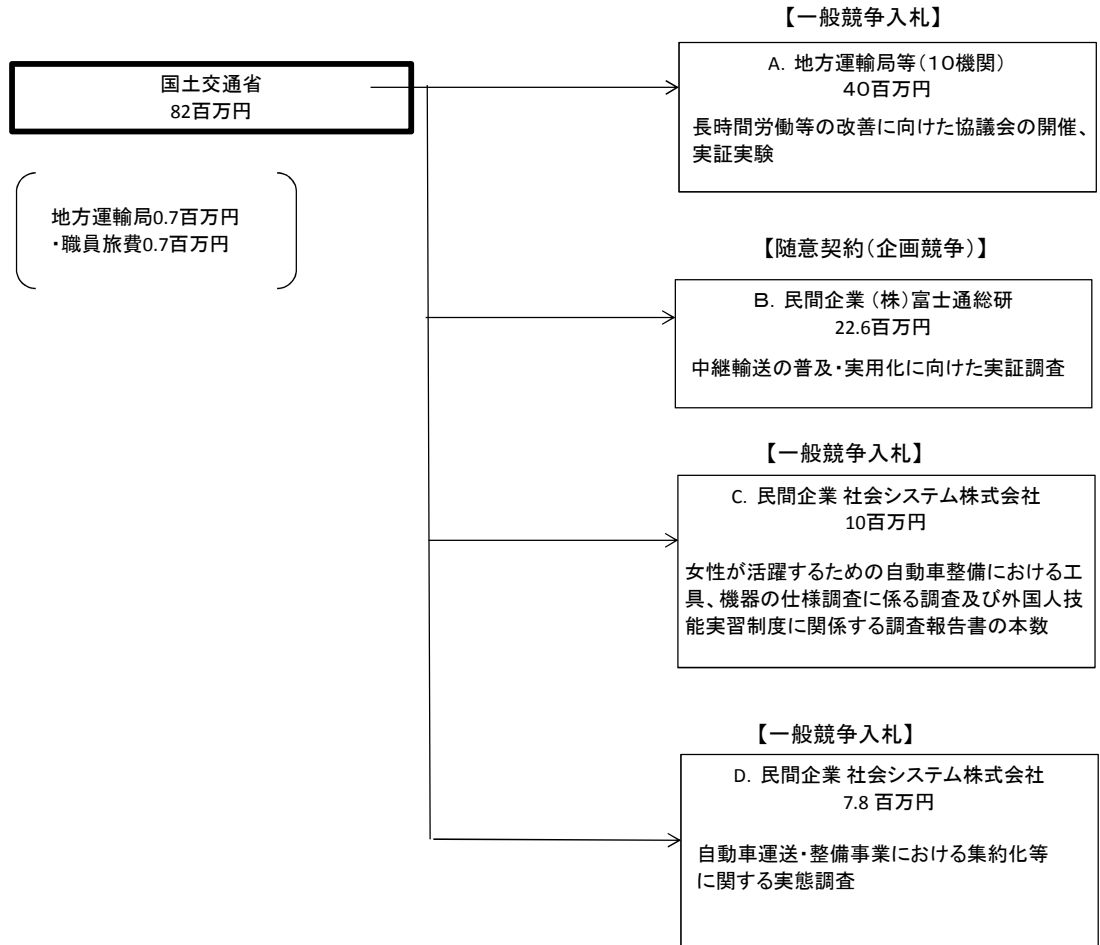 【一般競争入札】
国土交通省
82百万円
A. 地方運輸局等（１０機関）
４０百万円
長時間労働等の改善に向けた協議会の開催、
実証実験
地方運輸局0.7百万円
・職員旅費0.7百万円
【随意契約（企画競争）】
Ｂ. 民間企業 （株）富士通総研
22.6百万円
中継輸送の普及・実用化に向けた実証調査
【一般競争入札】
C. 民間企業 社会システム株式会社
10百万円
女性が活躍するための自動車整備における工
具、機器の仕様調査に係る調査及び外国人技
能実習制度に関係する調査報告書の本数
【一般競争入札】
D. 民間企業 社会システム株式会社
7.8 百万円
自動車運送・整備事業における集約化等
に関する実態調査